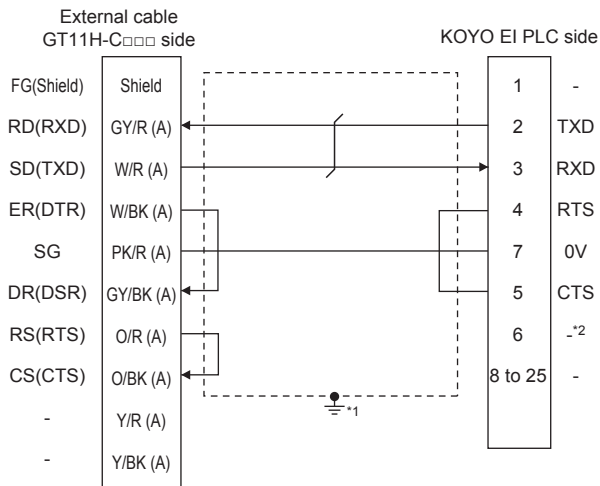 External cable
GT11H-C□□□ side
KOYO EI PLC side
FG(Shield) Shield 1 -
RD(RXD) GY/R (A) 2 TXD
SD(TXD) W/R (A) 3 RXD
ER(DTR) W/BK (A) 4 RTS
SG PK/R (A) 7 0V
DR(DSR) GY/BK (A) 5 CTS
RS(RTS) O/R (A) 6 -*2
CS(CTS) O/BK (A) 8 to 25 -
*1
- Y/R (A)
- Y/BK (A)